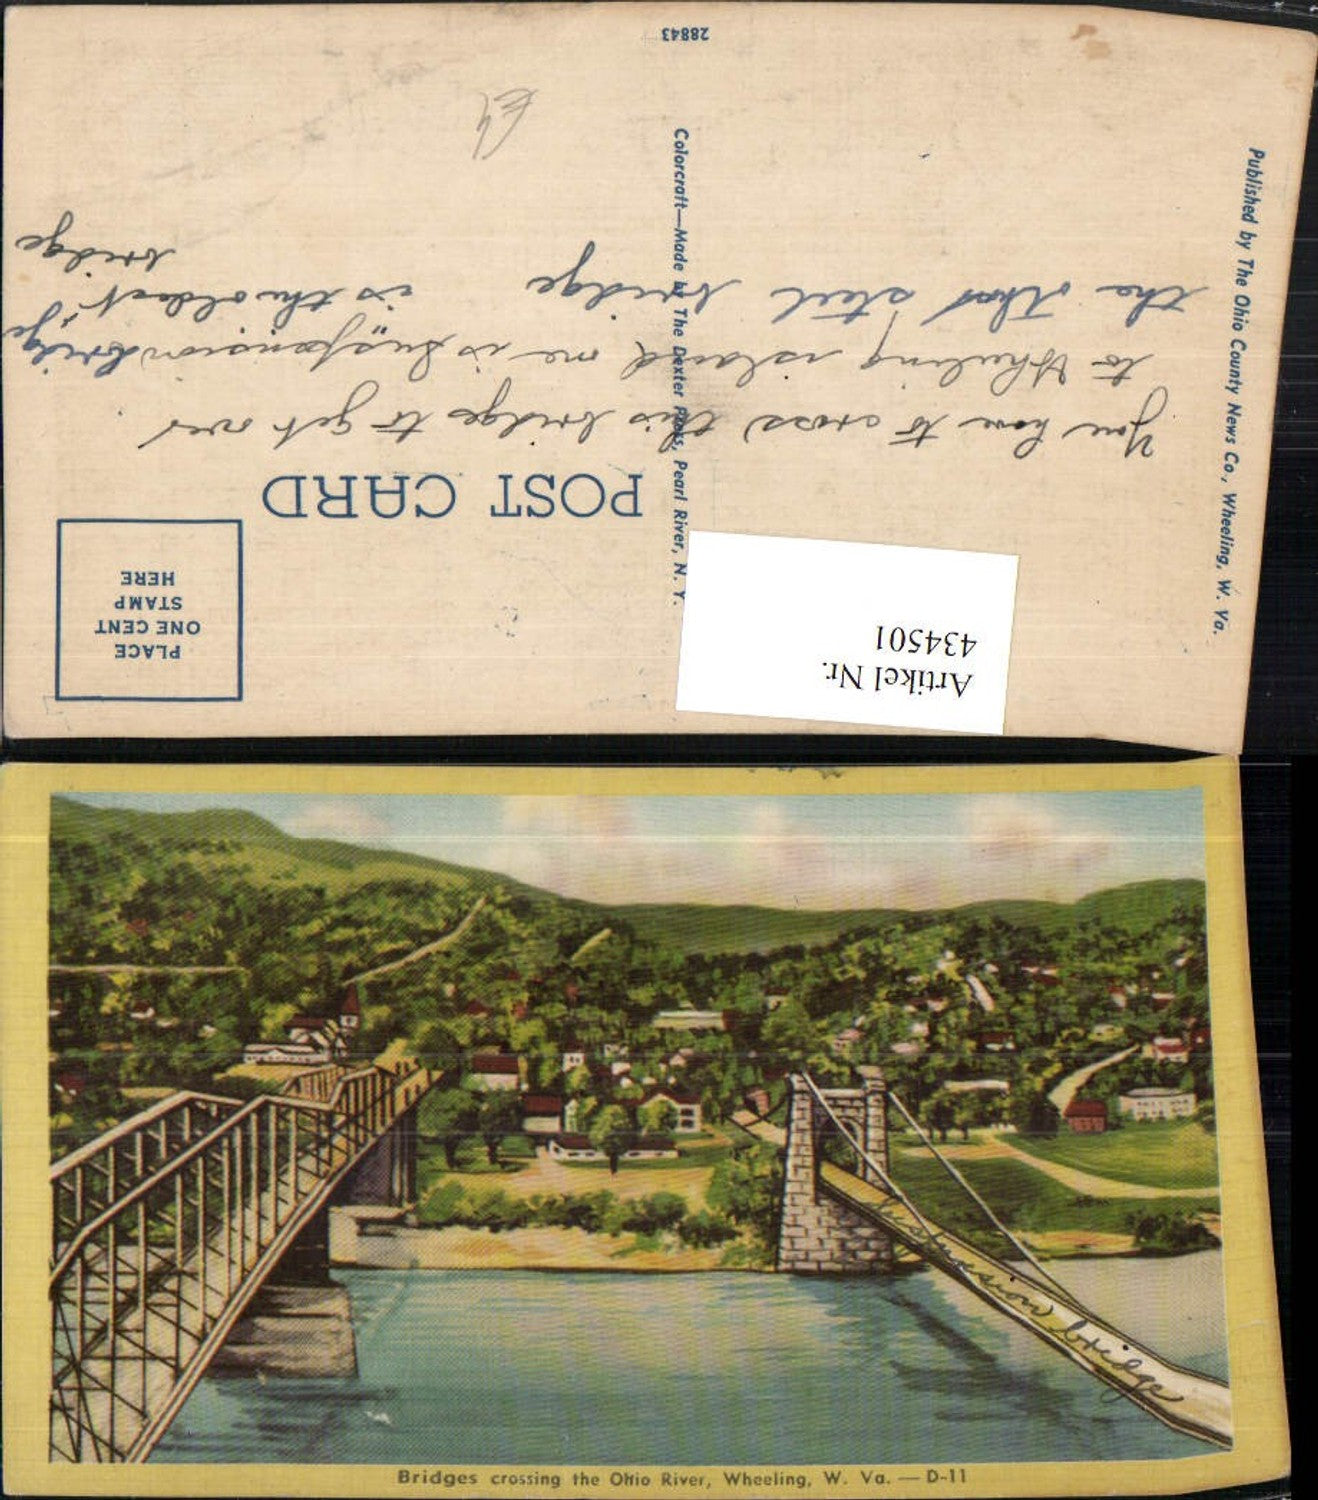 Artikel Nr.
434501
PLACE
ONE CENT
STAMP
HERE
POST CARD
You have to cross this bridge to get over
to Wheeling island one is "suspension bridge"
the other steel bridge is the oldest
bridge
Colorcraft—Made by The Dexter Press, Pearl River, N. Y.
Published by The Ohio County News Co., Wheeling, W. Va.
28843
suspension bridge
Bridges crossing the Ohio River, Wheeling, W. Va. — D-11